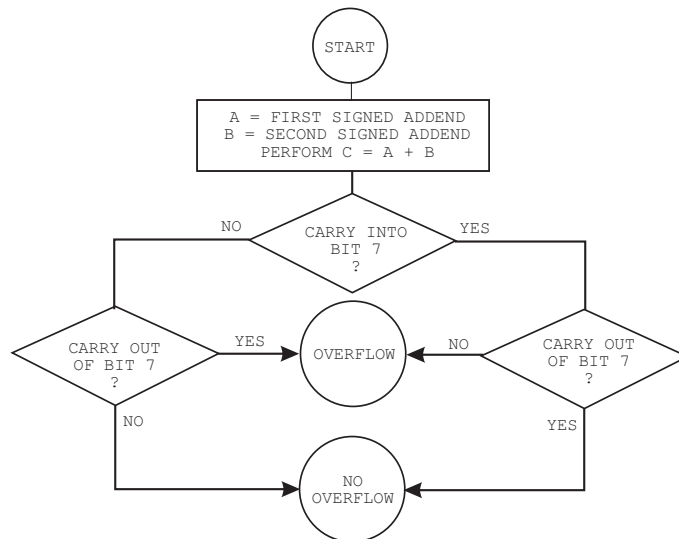 START
A = FIRST SIGNED ADDEND
B = SECOND SIGNED ADDEND
PERFORM C = A + B
NO
CARRY INTO
BIT 7
?
YES
CARRY OUT
OF BIT 7
?
YES
OVERFLOW
NO
CARRY OUT
OF BIT 7
?
NO
YES
NO
OVERFLOW